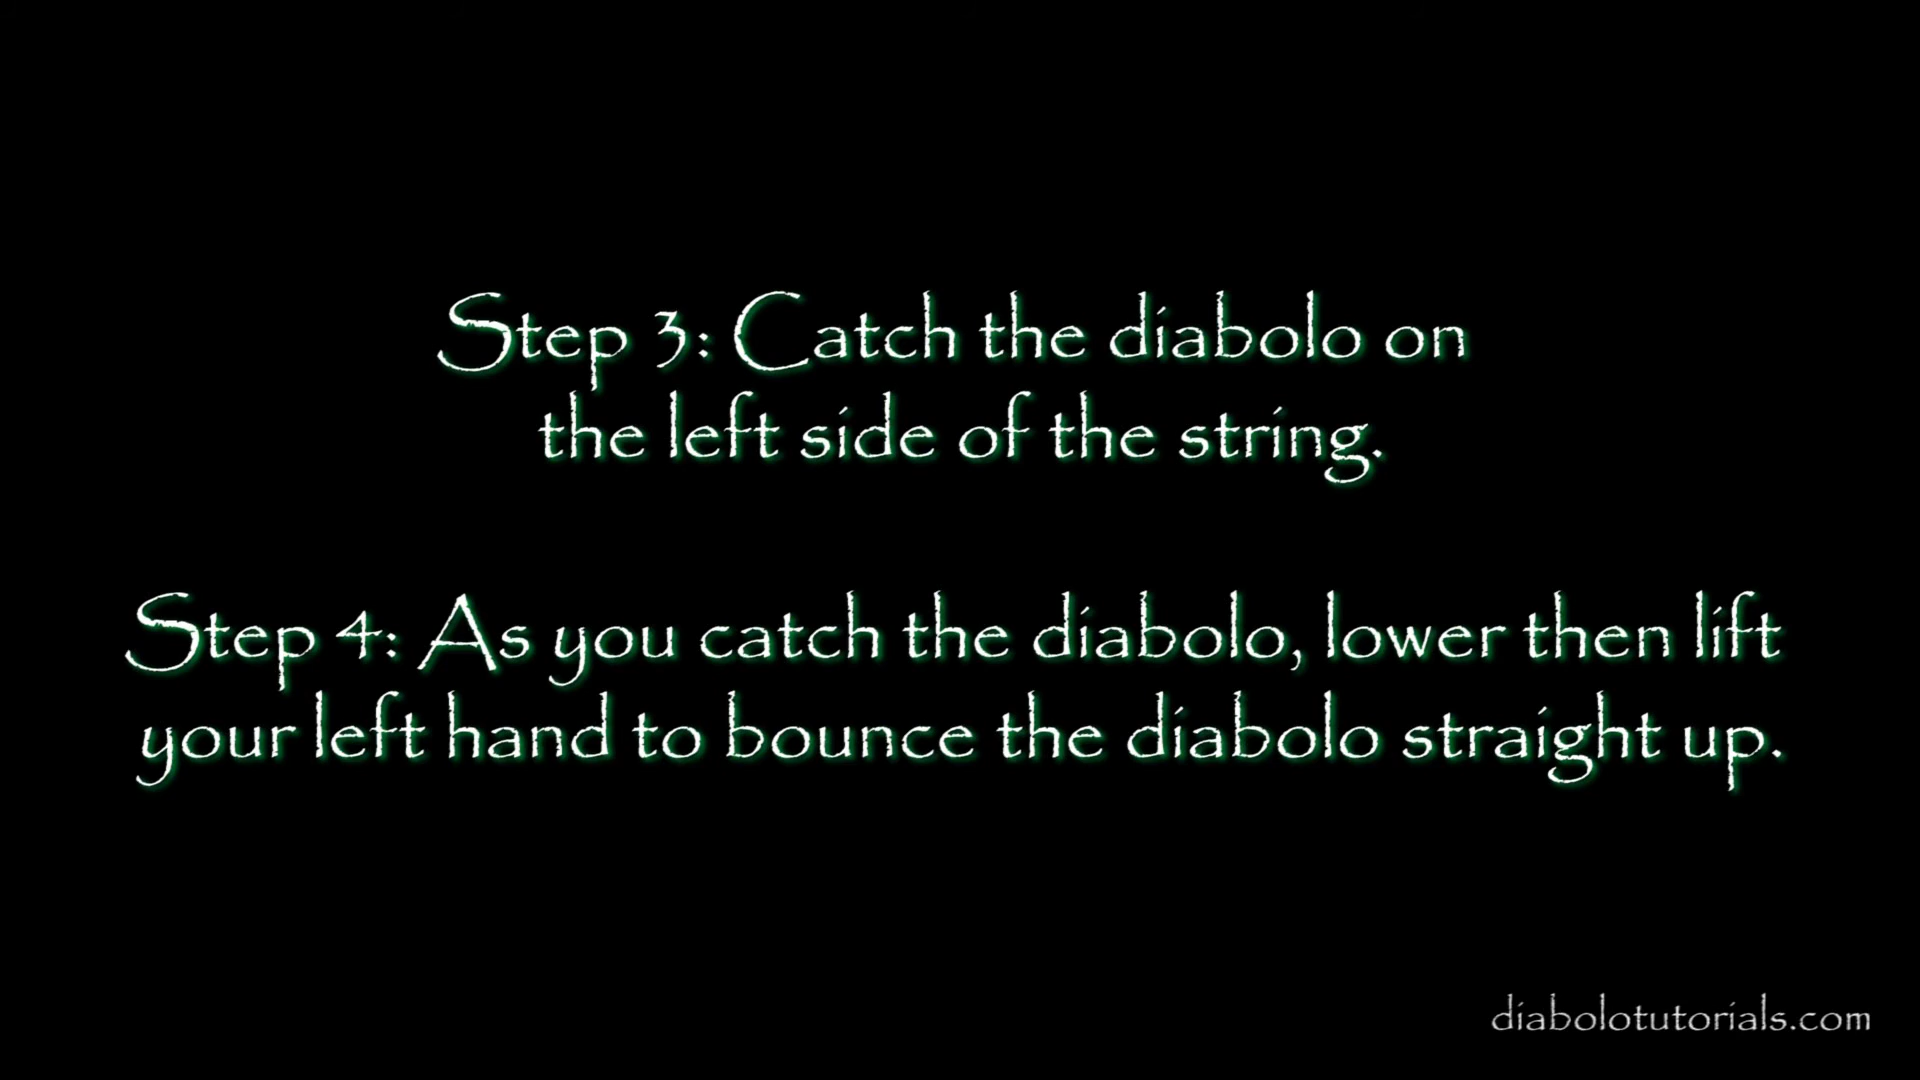 Step 3: Catch the diabolo on
the left side of the string.
Step 4: As you catch the diabolo, lower then lift
your left hand to bounce the diabolo straight up.
diabolotutorials.com